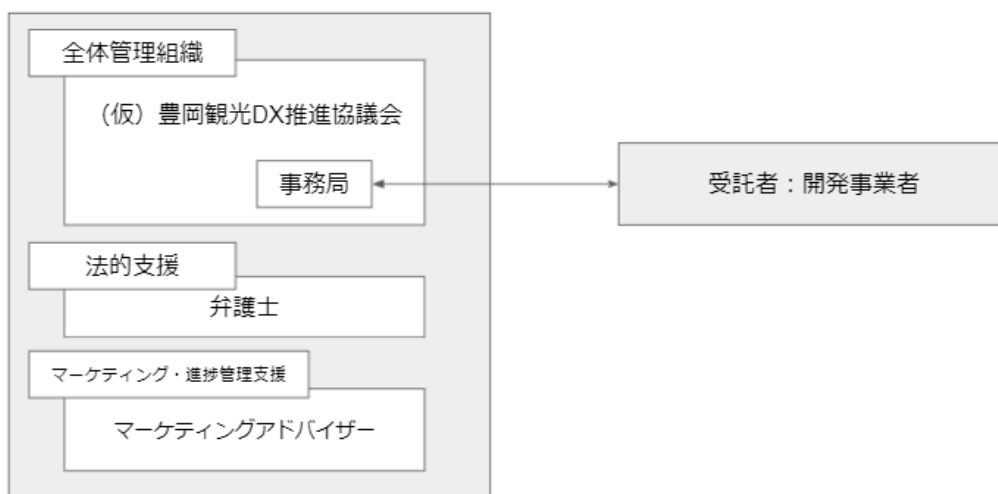 全体管理組織
（仮）豊岡観光DX推進協議会
事務局
受託者：開発事業者
法的支援
弁護士
マーケティング・進捗管理支援
マーケティングアドバイザー